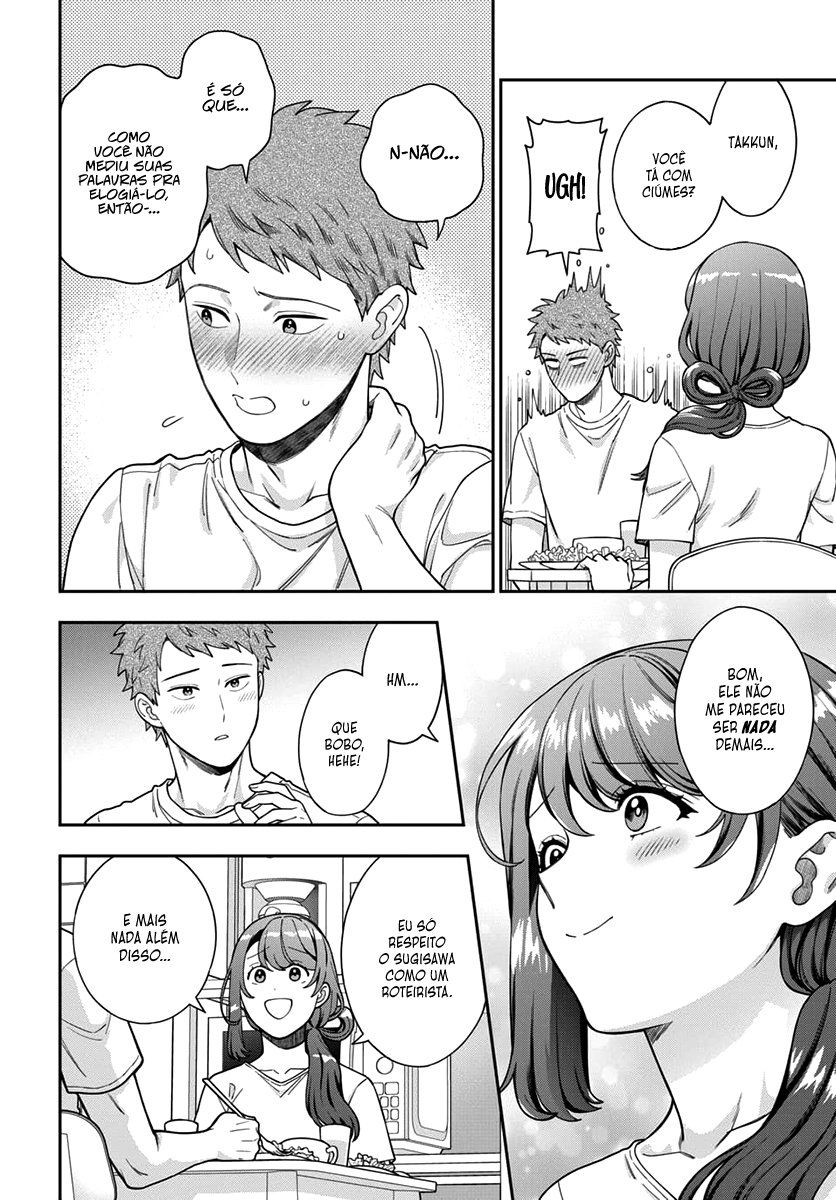 TAKKUN,
VOCÊ
TÁ COM
CIÚMES?
UGH!
N-NÃO...
É SÓ
QUE...
COMO
VOCÊ NÃO
MEDIU SUAS
PALAVRAS PRA
ELOGIÁ-LO,
ENTÃO-...
BOM,
ELE NÃO
ME PARECEU
SER NADA
DEMAIS...
HM...
QUE
BOBO,
HEHE!
EU SÓ
RESPEITO
O SUGISAWA
COMO UM
ROTEIRISTA.
E MAIS
NADA ALÉM
DISSO...